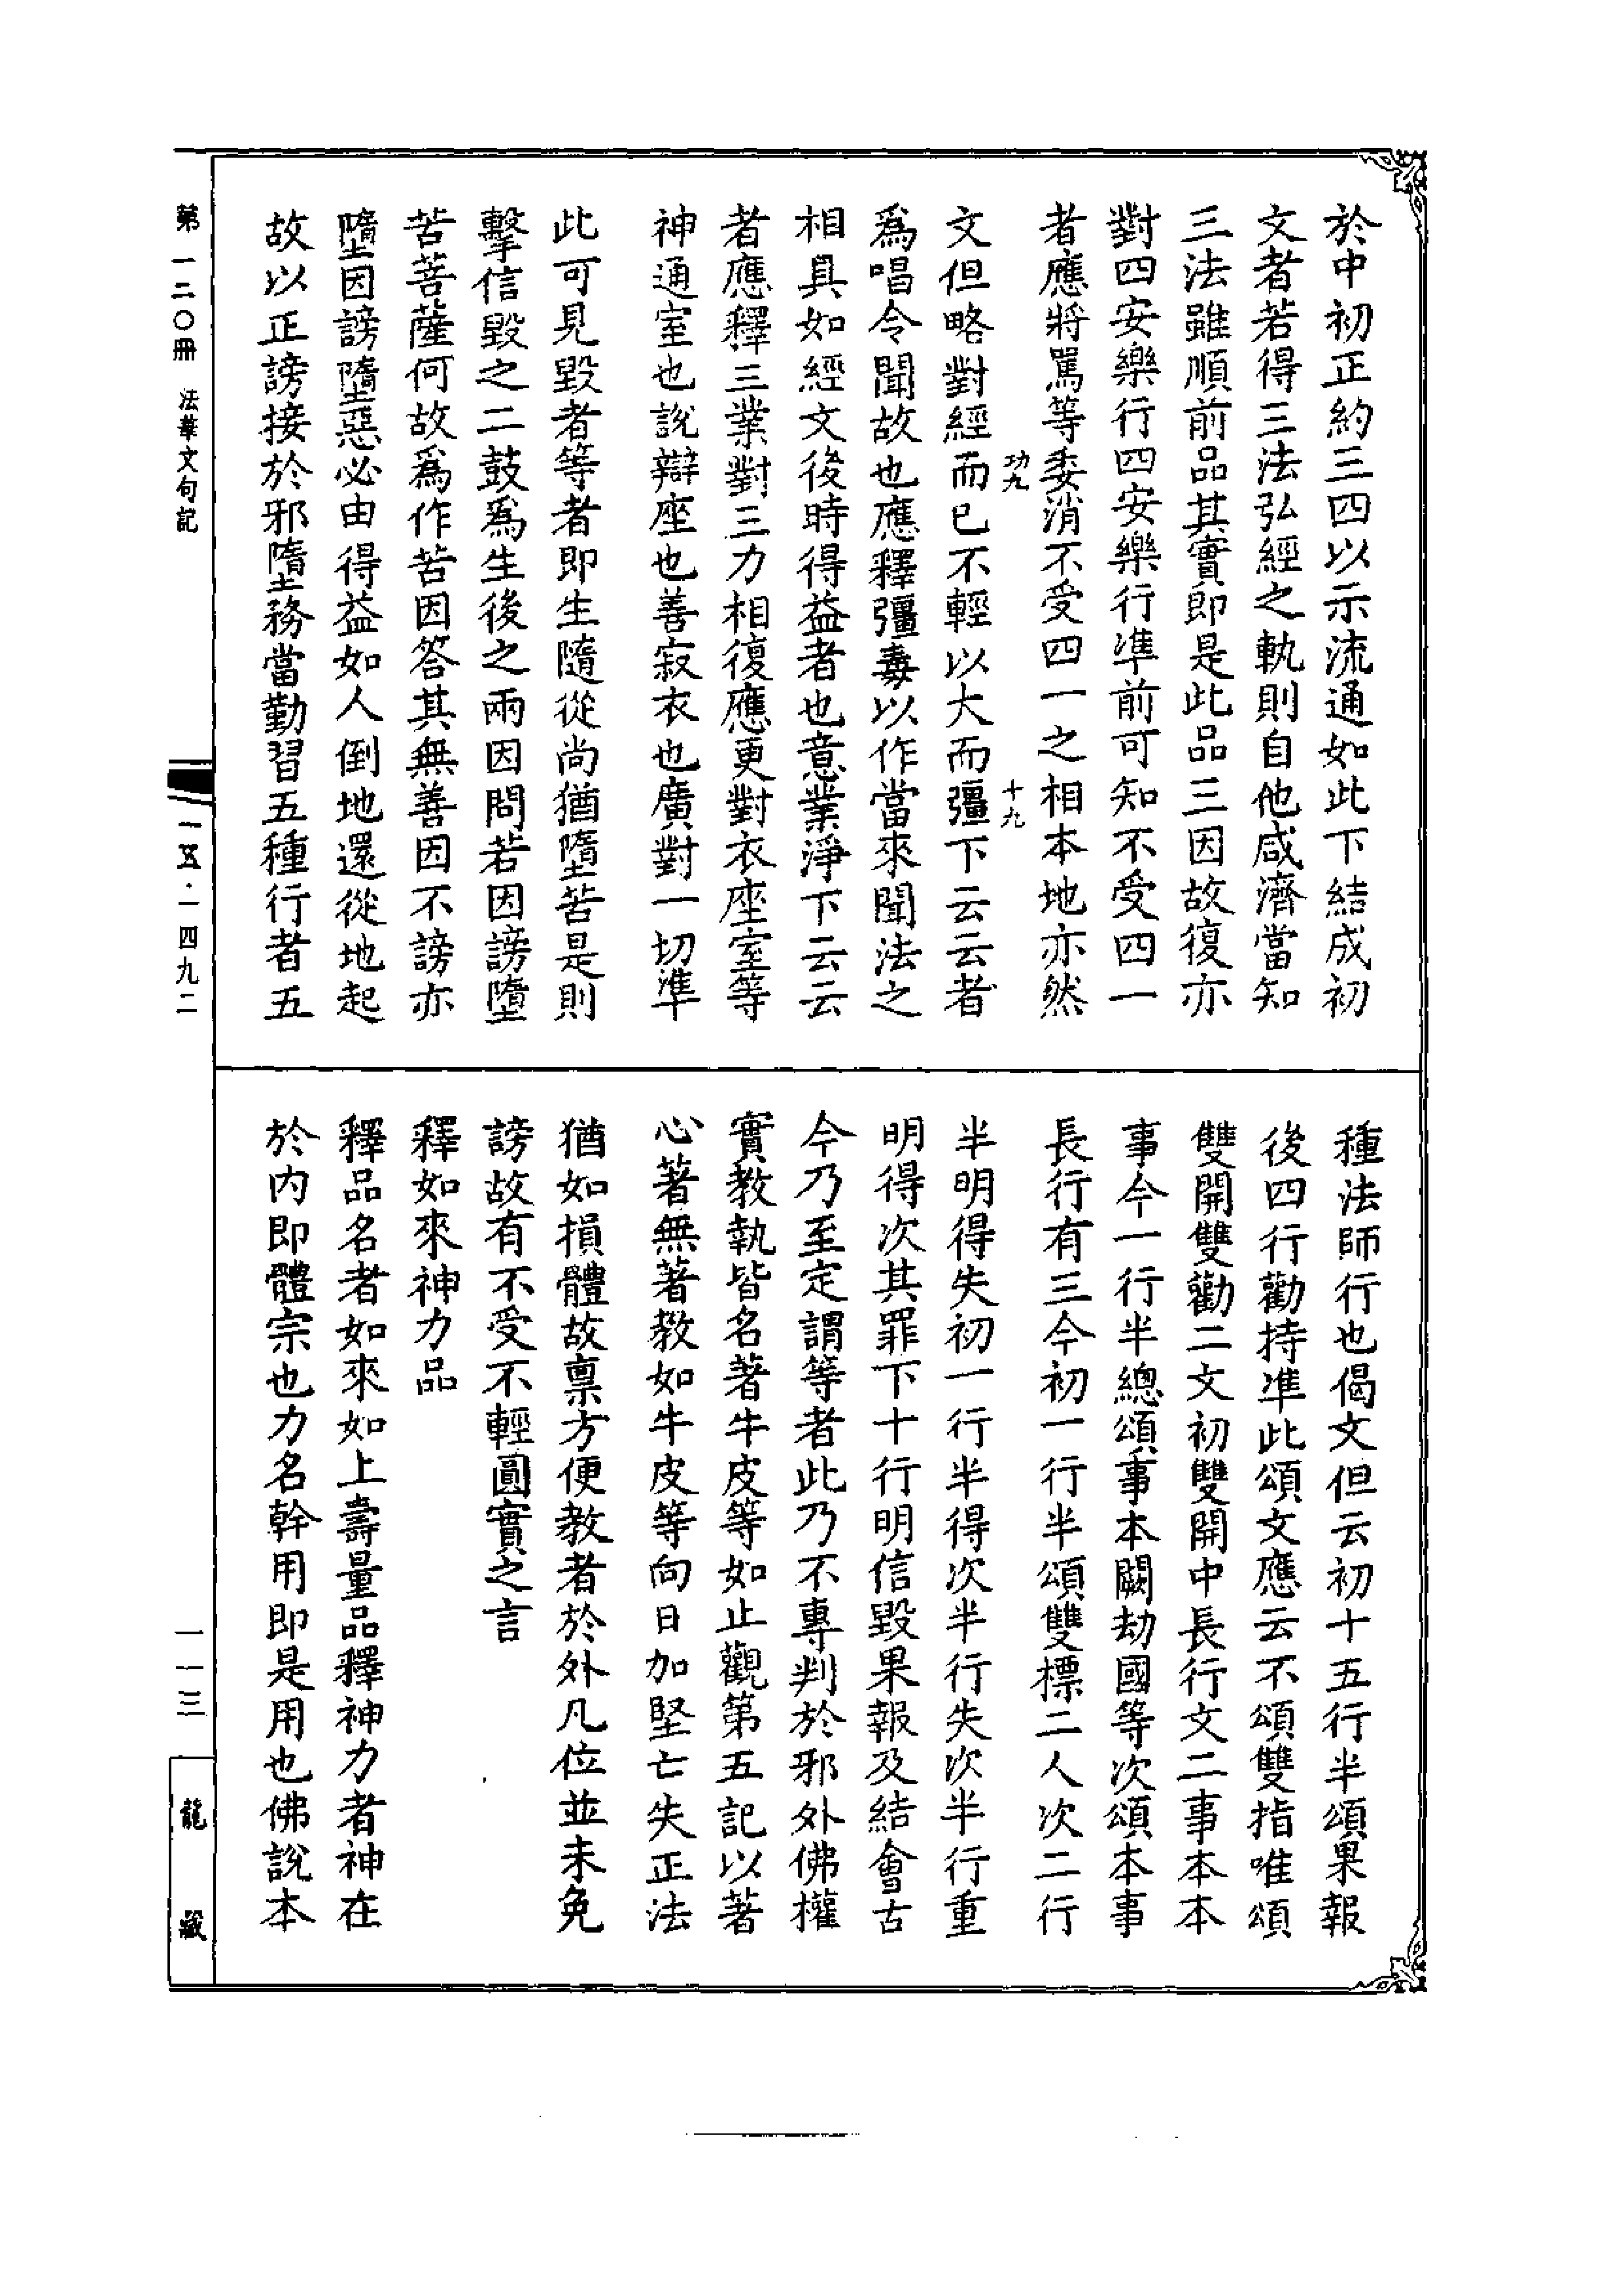 於中初正約三四以示流通如此下結成初
文者若得三法弘經之軌則自他咸濟當知
三法雖順前品其實即是此品三因故復亦
對四安樂行四安樂行準前可知不受四一
者應將罵等委消不受四一之相本地亦然
功九
十九
文但略對經而已不輕以大而彊下云云者
爲唱令聞故也應釋彊毒以作當來聞法之
相具如經文後時得益者也意業淨下云云
者應釋三業對三力相復應更對衣座室等
神通室也說辯座也善寂衣也廣對一切準
此可見毀者等者即生隨從尚猶墮苦是則
擊信毀之二鼓爲生後之兩因問若因謗墮
苦菩薩何故爲作苦因答其無善因不謗亦
墮因謗墮惡必由得益如人倒地還從地起
故以正謗接於邪墮務當勤習五種行者五
種法師行也偈文但云初十五行半頌果報
後四行勸持準此頌文應云不頌雙指唯頌
雙開雙勸二文初雙開中長行文二事本本
事今一行半總頌事本闕劫國等次頌本事
長行有三今初一行半頌雙標二人次二行
半明得失初一行半得次半行失次半行重
明得次其罪下十行明信毀果報及結會古
今乃至定謂等者此乃不專判於邪外佛權
實教執皆名著牛皮等如止觀第五記以著
心著無著教如牛皮等向日加堅亡失正法
猶如損體故禀方便教者於外凡位並未免
謗故有不受不輕圓實之言
釋如來神力品
釋品名者如來如上壽量品釋神力者神在
於內即體宗也力名幹用即是用也佛說本
第一二〇冊 法華文句記
一五·一四九二
一一三
龍藏